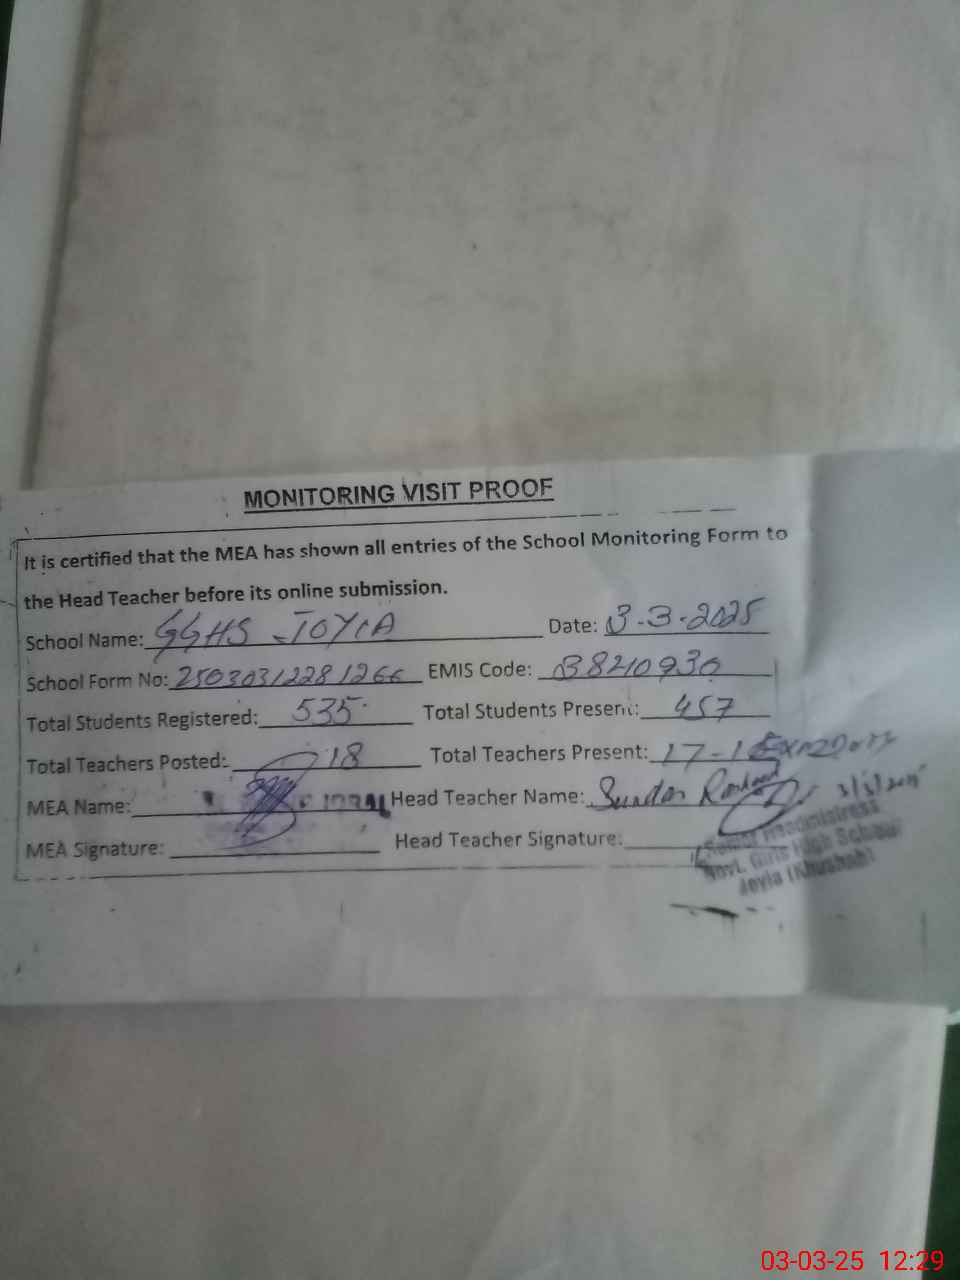 MONITORING VISIT PROOF
It is certified that the MEA has shown all entries of the School Monitoring Form to
the Head Teacher before its online submission.
School Name: GGHS JOYIA Date: 3-3-2025
School Form No: 2503031228 1266 EMIS Code: 38210930
Total Students Registered: 535 Total Students Present: 457
Total Teachers Posted: 18 Total Teachers Present: 17-1
MEA Name: Head Teacher Name:
MEA Signature: Head Teacher Signature:
Senior Headmistress
Govt. Girls High School
Joyia (Khushab)
03-03-25 12:29